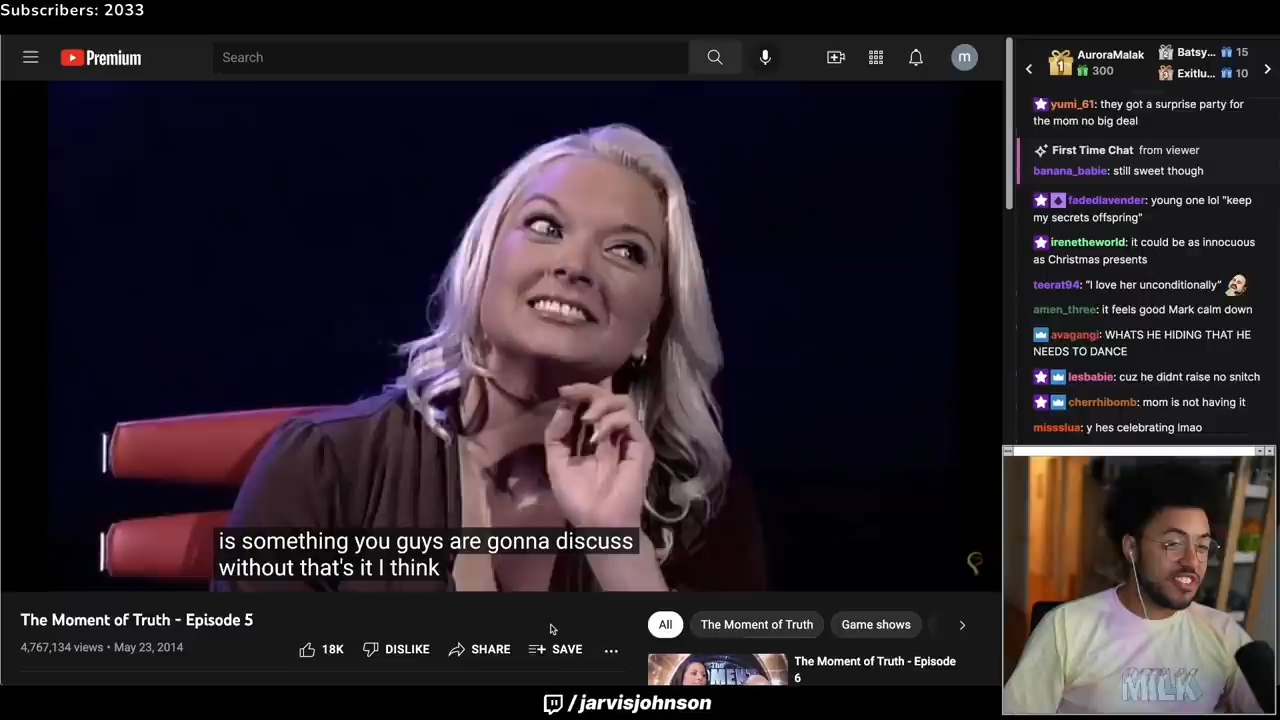 Subscribers: 2033
Premium
Search
m
AuroraMalak
300
Batsy... 15
Exitlu... 10
yumi_61: they got a surprise party for
the mom no big deal
First Time Chat from viewer
banana_babie: still sweet though
fadedlavender: young one lol "keep
my secrets offspring"
irenetheworld: it could be as innocuous
as Christmas presents
teerat94: "I love her unconditionally"
amen_three: it feels good Mark calm down
avagangi: WHATS HE HIDING THAT HE
NEEDS TO DANCE
lesbabie: cuz he didnt raise no snitch
cherrhibomb: mom is not having it
missslua: y hes celebrating lmao
is something you guys are gonna discuss
without that's it I think
The Moment of Truth - Episode 5
4,767,134 views • May 23, 2014
18K
DISLIKE
SHARE
SAVE
...
All
The Moment of Truth
Game shows
The Moment of Truth - Episode
6
MILK
/jarvisjohnson